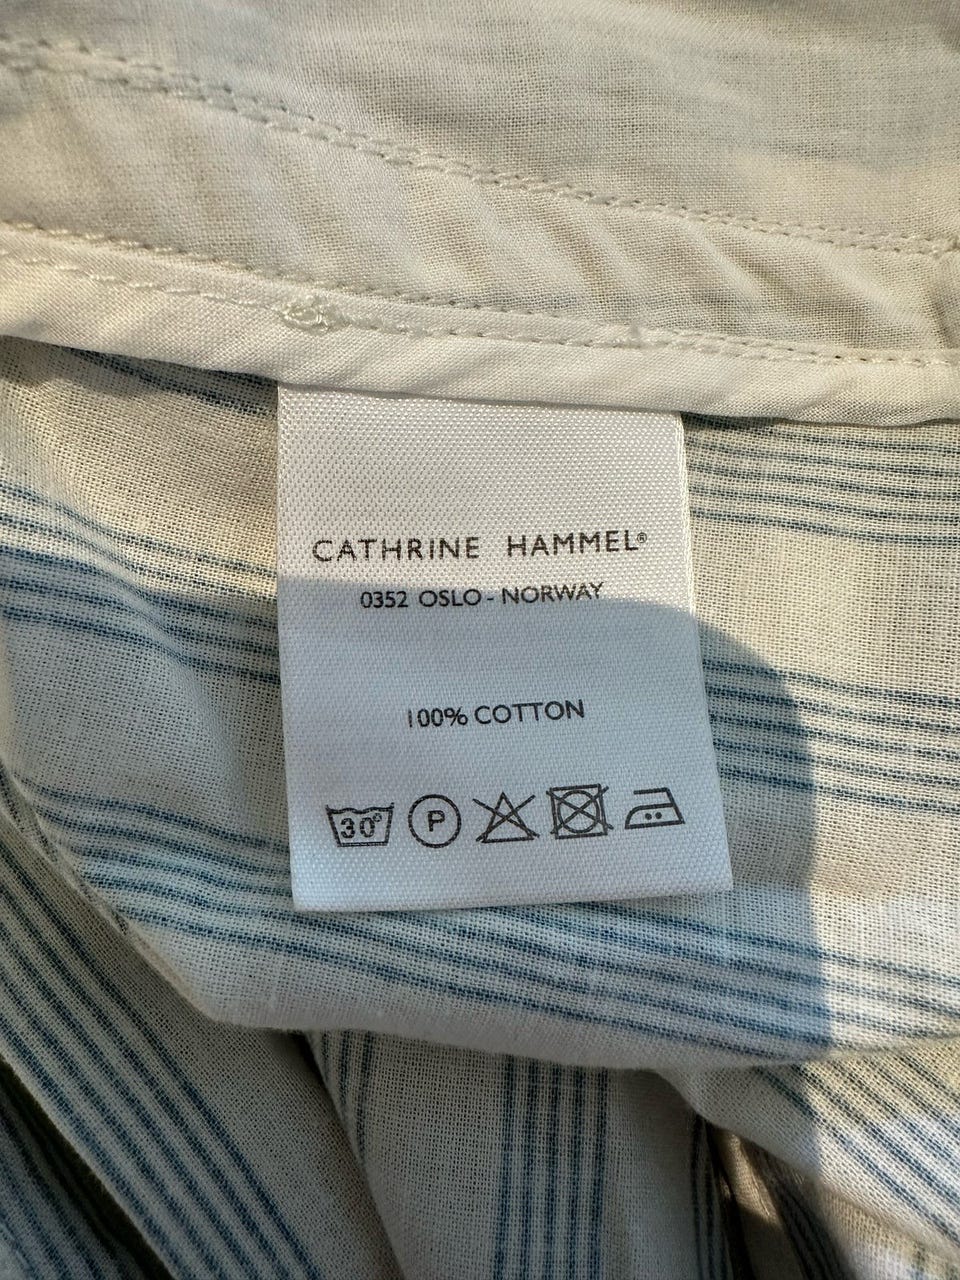 CATHRINE HAMMEL®
0352 OSLO - NORWAY
100% COTTON
30° P